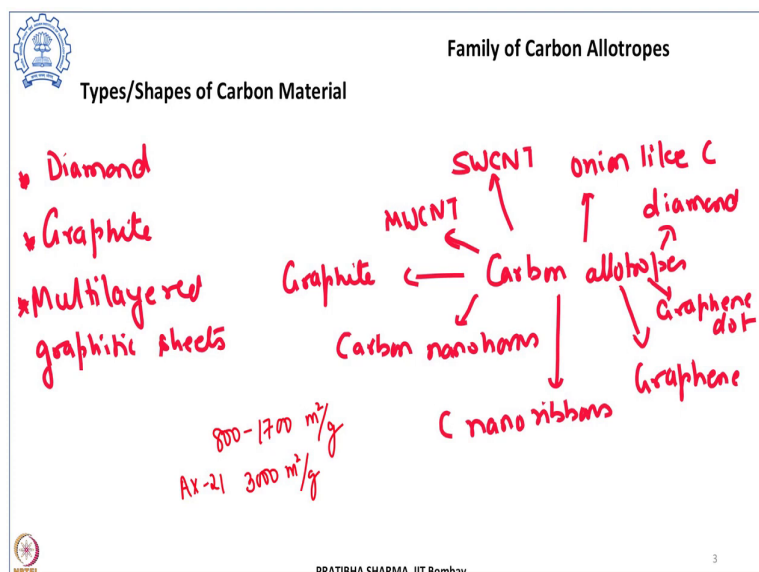 Family of Carbon Allotropes
Types/Shapes of Carbon Material
Diamond
Graphite
Multilayered
graphitic sheets
SWCNT
onion like C
MWCNT
diamond
Graphite
Carbon allotropes
Graphene
dot
Carbon nanohorns
Graphene
C nanoribbons
800-1700 m²/g
AX-21 3000 m²/g
3
PRATIBHA SHARMA, IIT Bombay
NPTEL